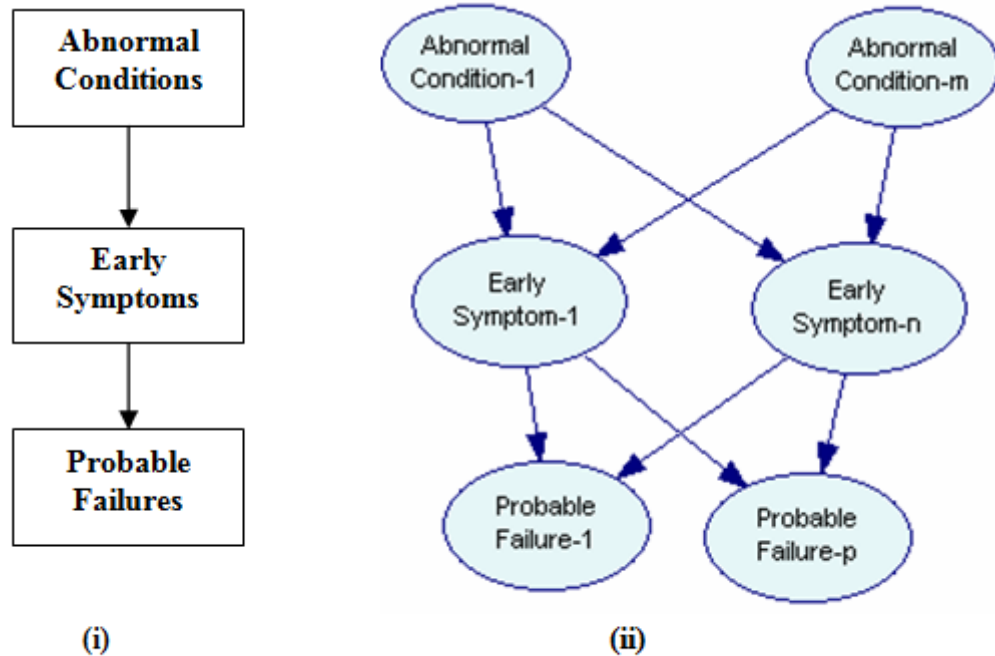 Abnormal
Conditions
Early
Symptoms
Probable
Failures
(i)
Abnormal
Condition-1
Abnormal
Condition-m
Early
Symptom-1
Early
Symptom-n
Probable
Failure-1
Probable
Failure-p
(ii)